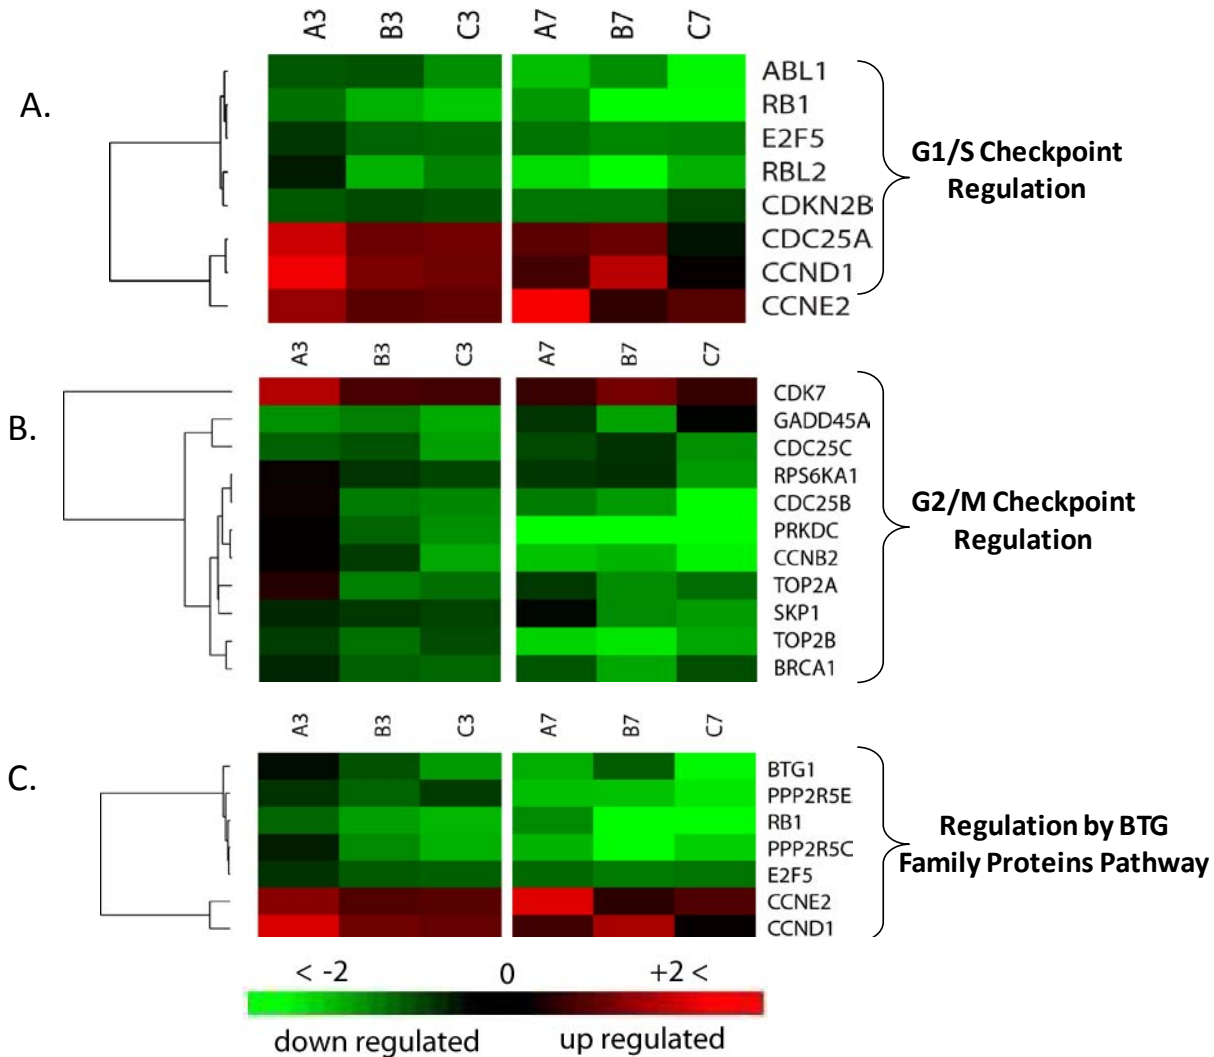 A3 B3 C3 A7 B7 C7
A.
ABL1
RB1
E2F5
RBL2
CDKN2B
CDC25A
CCND1
CCNE2
G1/S Checkpoint
Regulation
A3 B3 C3 A7 B7 C7
B.
CDK7
GADD45A
CDC25C
RPS6KA1
CDC25B
PRKDC
CCNB2
TOP2A
SKP1
TOP2B
BRCA1
G2/M Checkpoint
Regulation
A3 B3 C3 A7 B7 C7
C.
BTG1
PPP2R5E
RB1
PPP2R5C
E2F5
CCNE2
CCND1
Regulation by BTG
Family Proteins Pathway
< -2 0 +2 <
down regulated up regulated